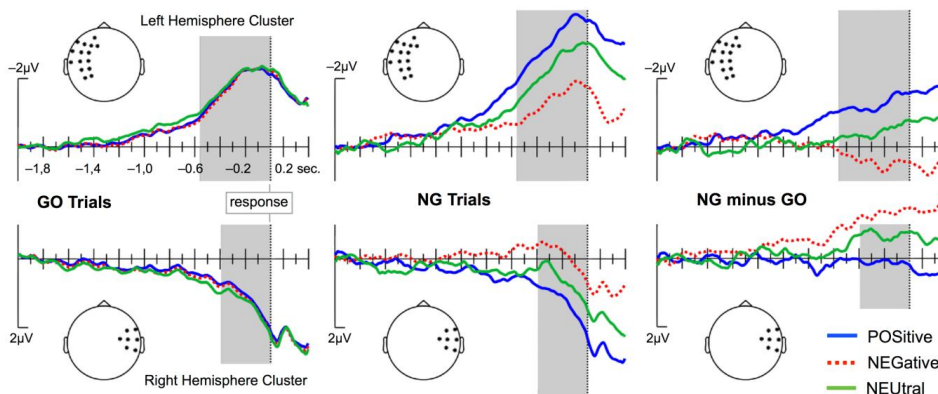 Left Hemisphere Cluster
–2µV
–2µV
–2µV
–1,8 –1,4 –1,0 –0.6 –0.2 0.2 sec.
GO Trials
response
NG Trials
NG minus GO
2µV
2µV
2µV
Right Hemisphere Cluster
POSitive
NEGative
NEUtral